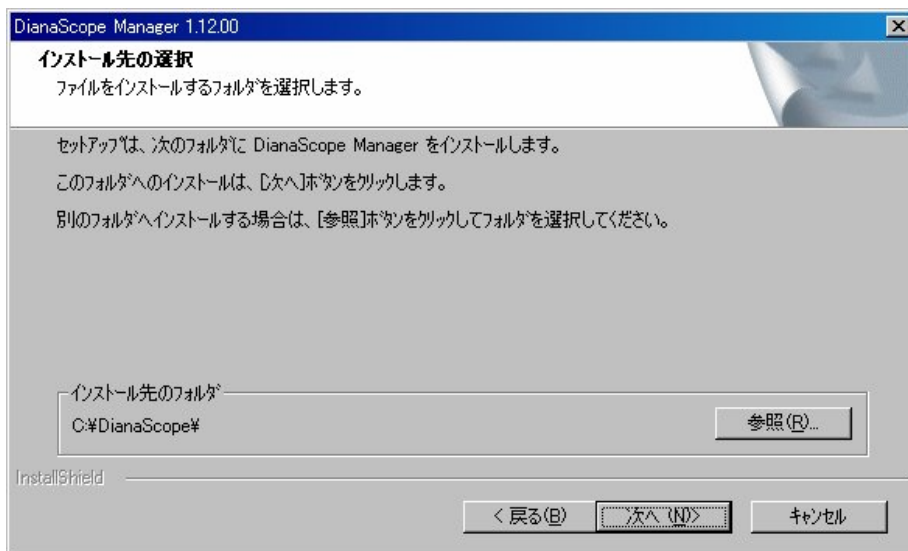 DianaScope Manager 1.12.00
インストール先の選択
ファイルをインストールするフォルダを選択します。
セットアップは、次のフォルダに DianaScope Manager をインストールします。
このフォルダへのインストールは、[次へ]ボタンをクリックします。
別のフォルダへインストールする場合は、[参照]ボタンをクリックしてフォルダを選択してください。
インストール先のフォルダ
C:¥DianaScope¥
参照(R)...
InstallShield
< 戻る(B)
次へ (N)>
キャンセル